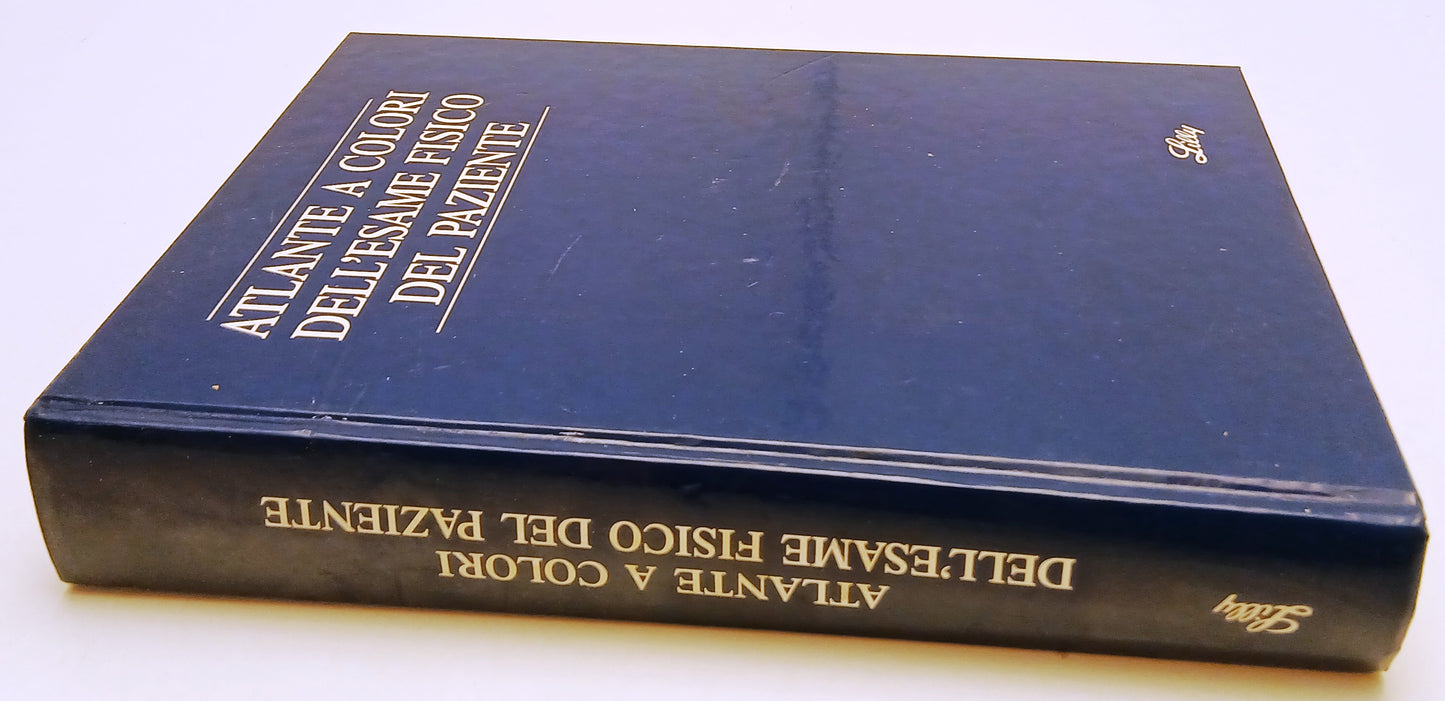 ATLANTE A COLORI
DELL'ESAME FISICO
DEL PAZIENTE
Lilly
ATLANTE A COLORI
DELL'ESAME FISICO DEL PAZIENTE
Lilly